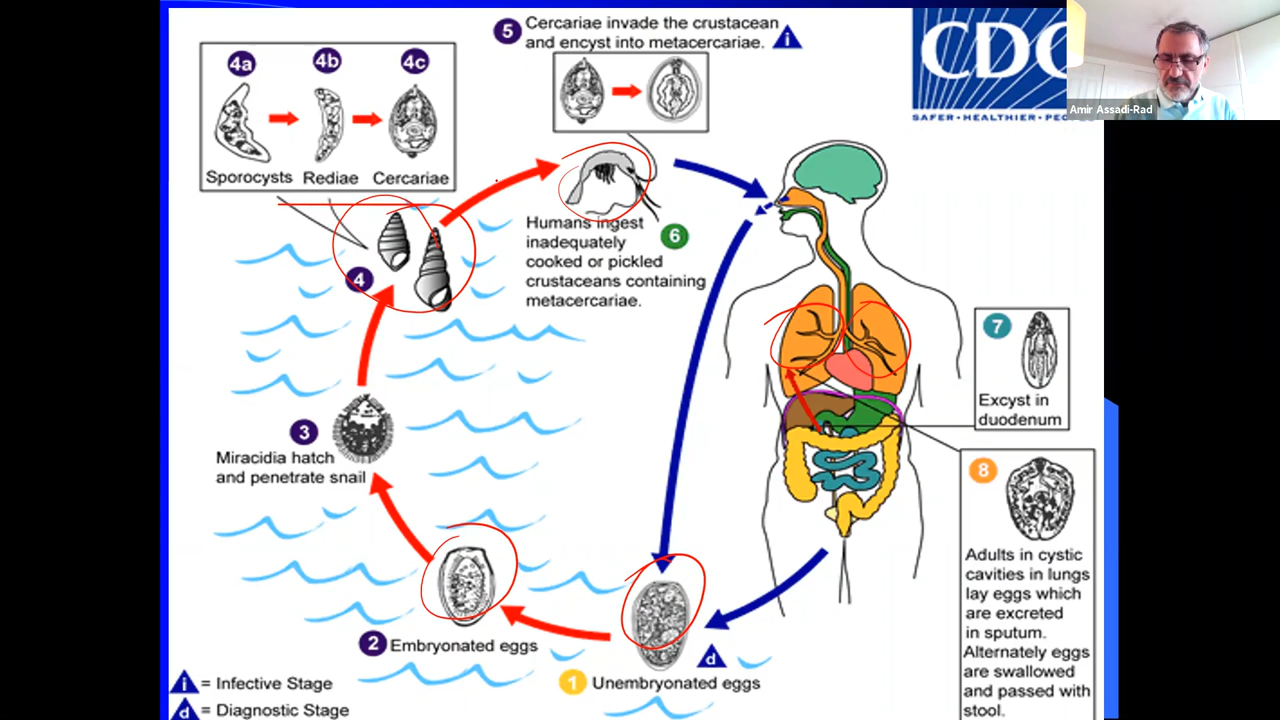 5 Cercariae invade the crustacean
and encyst into metacercariae. i
4a 4b 4c
Sporocysts Rediae Cercariae
CDC
SAFER • HEALTHIER •
Amir Assadi-Rad
Humans ingest
inadequately 6
cooked or pickled
crustaceans containing
metacercariae.
4
7
Excyst in
duodenum
3
Miracidia hatch
and penetrate snail
8
Adults in cystic
cavities in lungs
lay eggs which
are excreted
in sputum.
Alternately eggs
are swallowed
and passed with
stool.
2 Embryonated eggs
d
1 Unembryonated eggs
i = Infective Stage
d = Diagnostic Stage